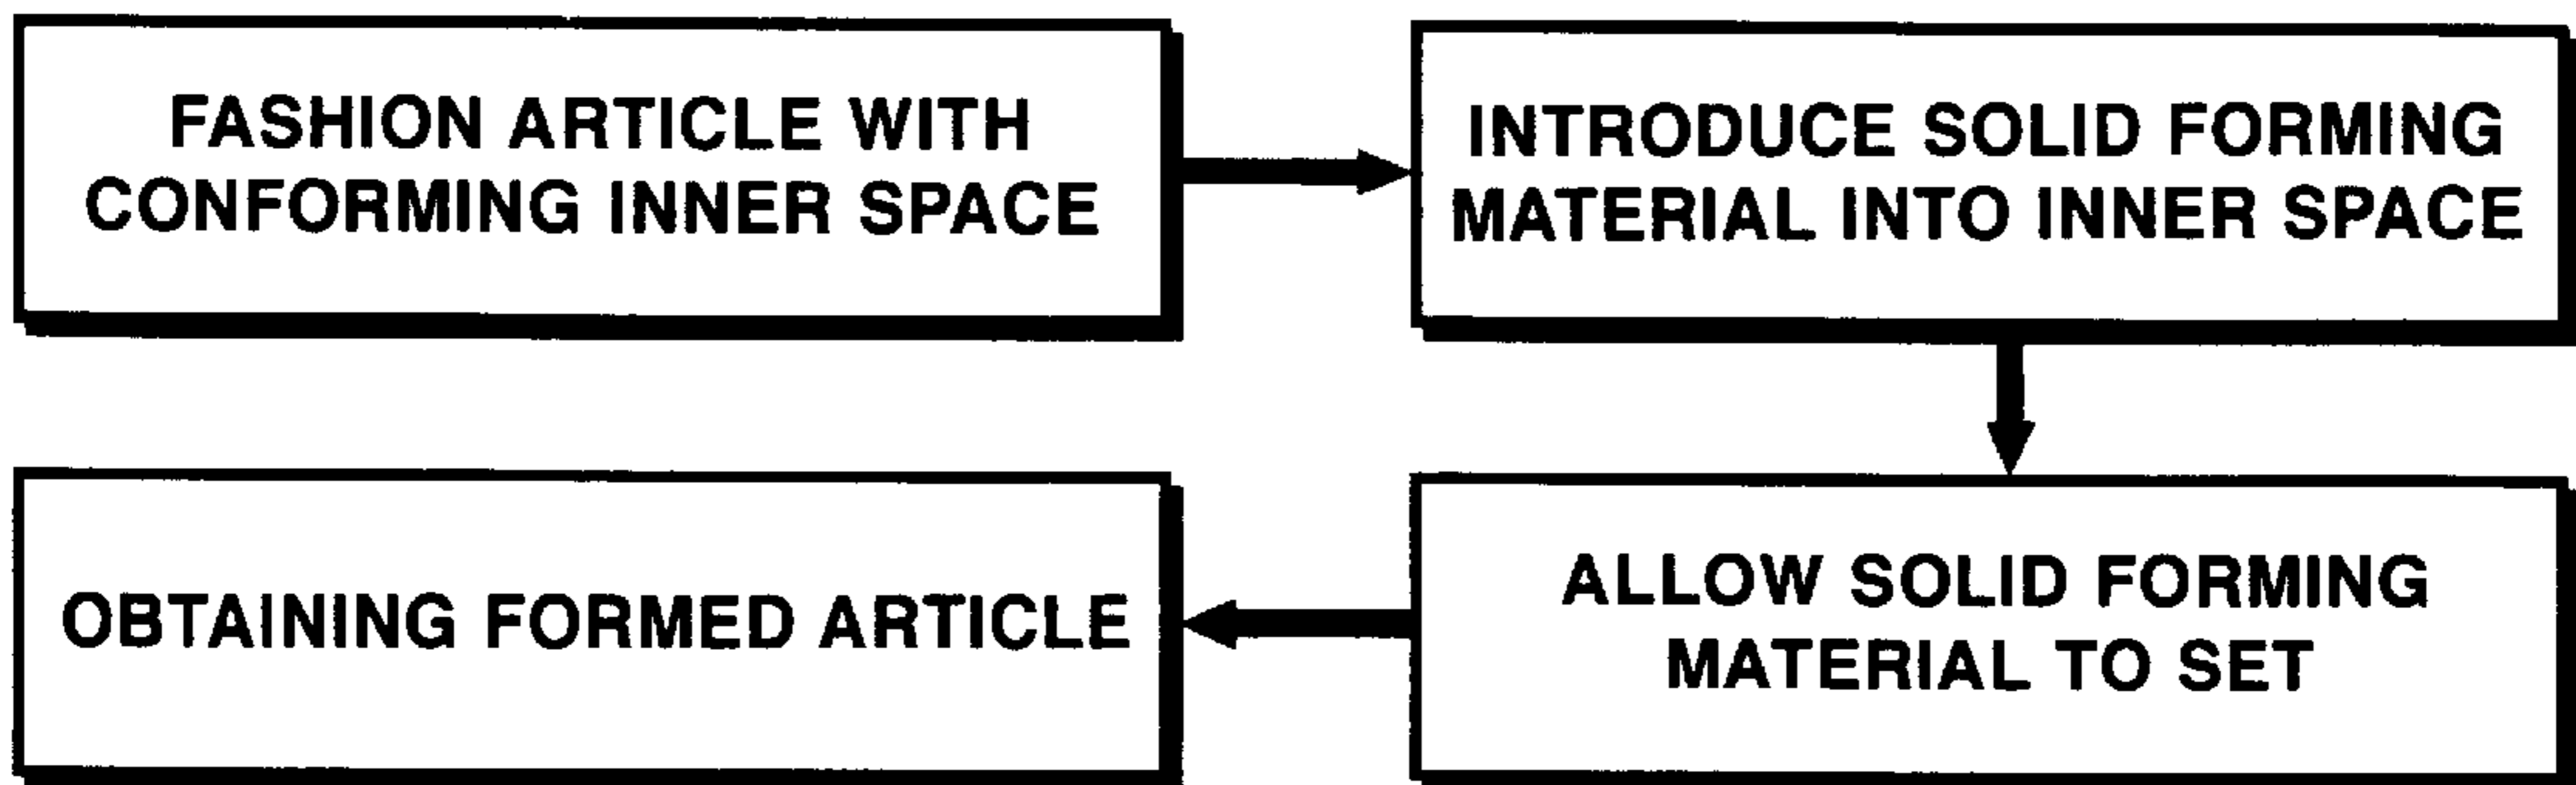 FASHION ARTICLE WITH
CONFORMING INNER SPACE
INTRODUCE SOLID FORMING
MATERIAL INTO INNER SPACE
ALLOW SOLID FORMING
MATERIAL TO SET
OBTAINING FORMED ARTICLE